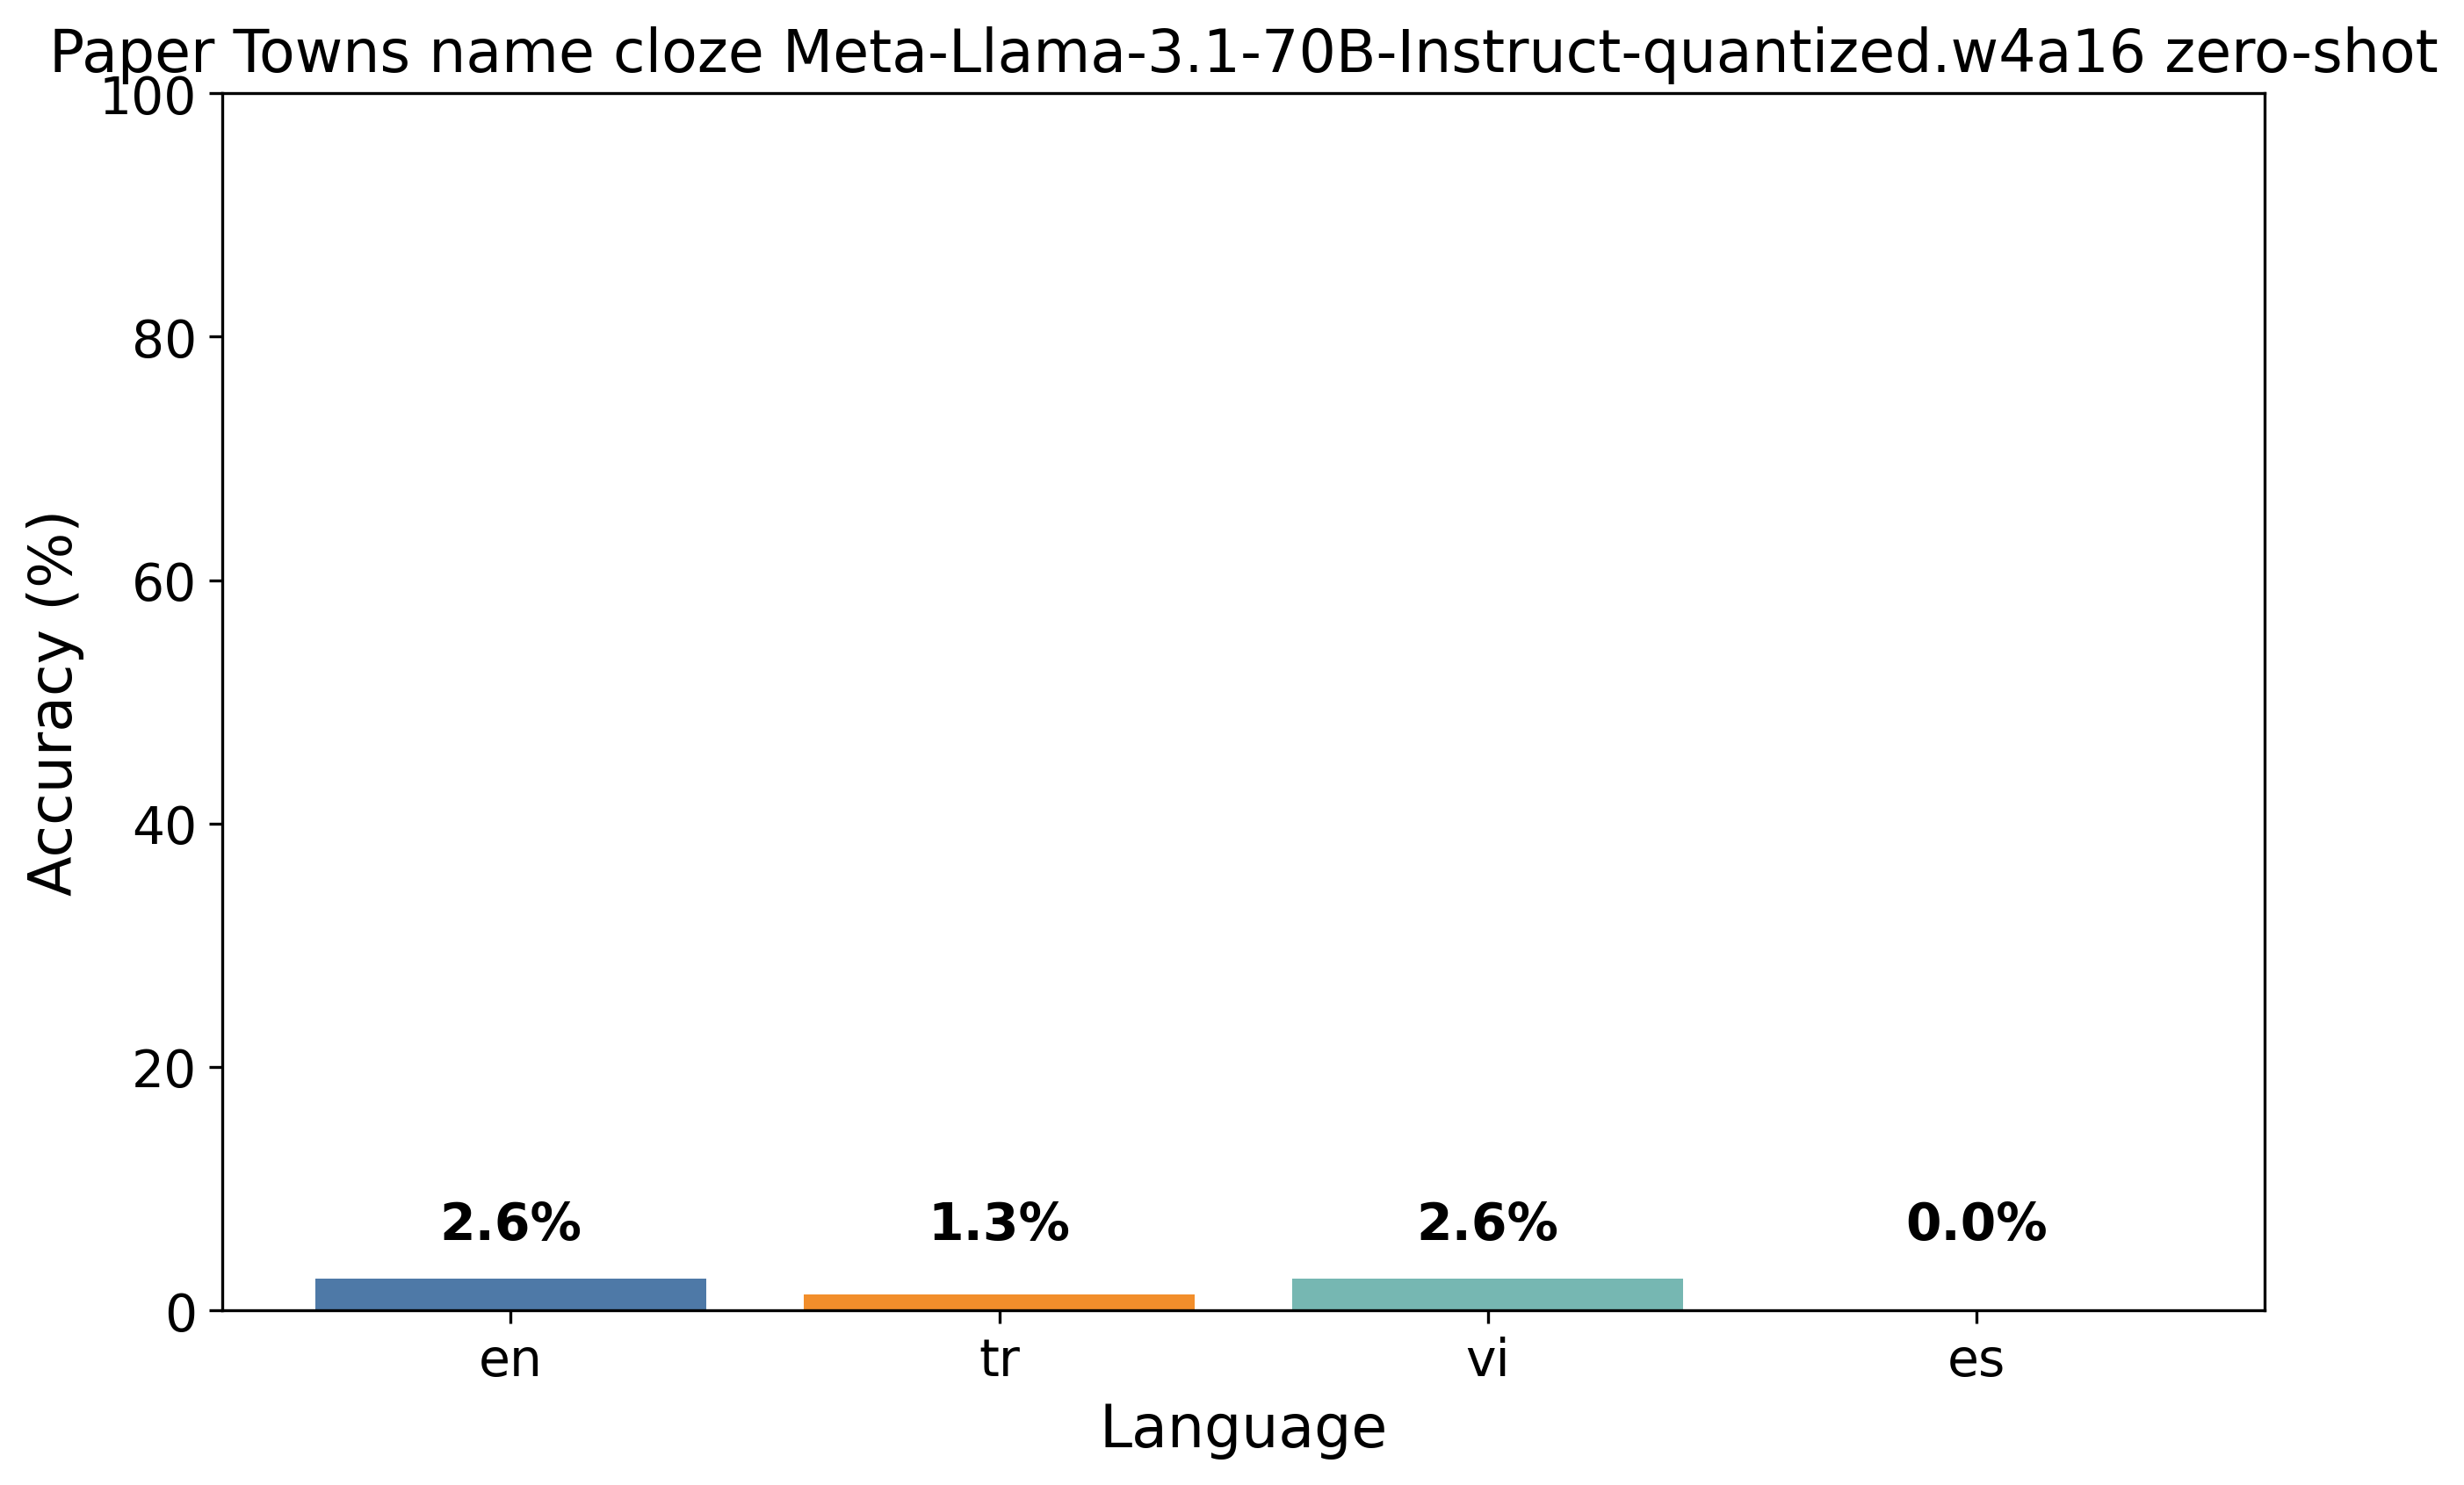 Paper Towns name cloze Meta-Llama-3.1-70B-Instruct-quantized.w4a16 zero-shot
100
80
60
40
20
0
Accuracy (%)
2.6%
1.3%
2.6%
0.0%
en
tr
vi
es
Language